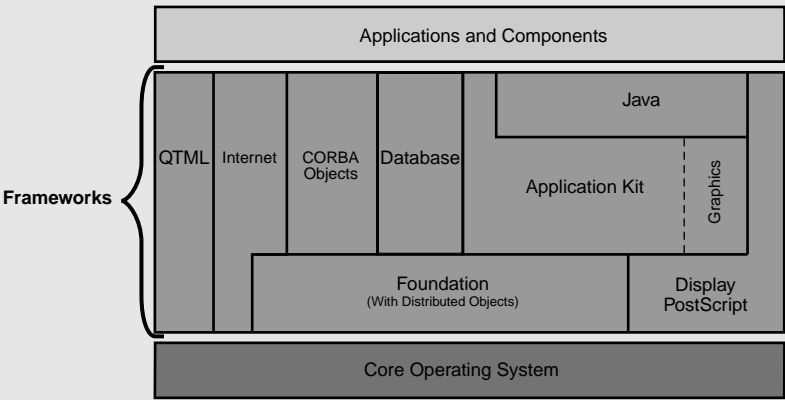 Applications and Components
Frameworks
QTML
Internet
CORBA
Objects
Database
Java
Application Kit
Graphics
Foundation
(With Distributed Objects)
Display
PostScript
Core Operating System